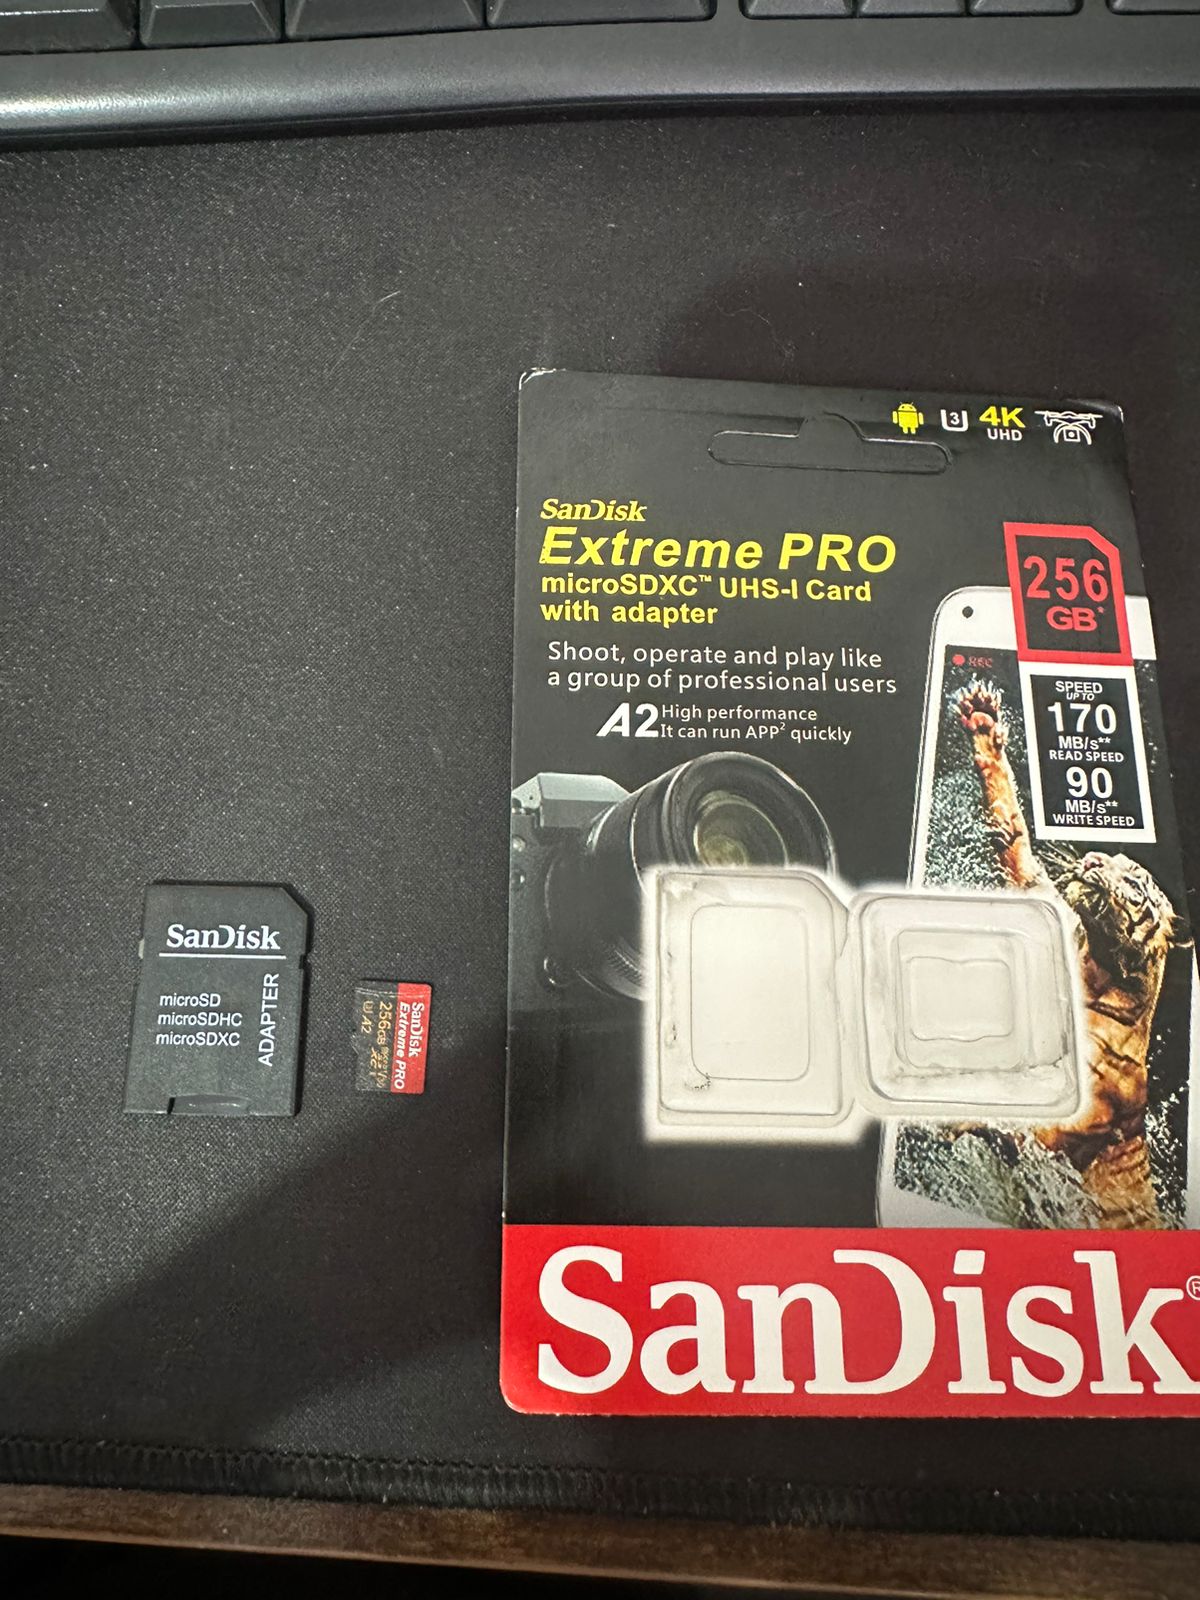 4K
UHD
3
SanDisk
Extreme PRO
microSDXC™ UHS-I Card
with adapter
Shoot, operate and play like
a group of professional users
A2 High performance
It can run APP² quickly
256
GB*
REC
SPEED
UP TO
170
MB/s**
READ SPEED
90
MB/s**
WRITE SPEED
SanDisk®
SanDisk
microSD
microSDHC
microSDXC
ADAPTER
SanDisk
Extreme PRO
256GB
A2